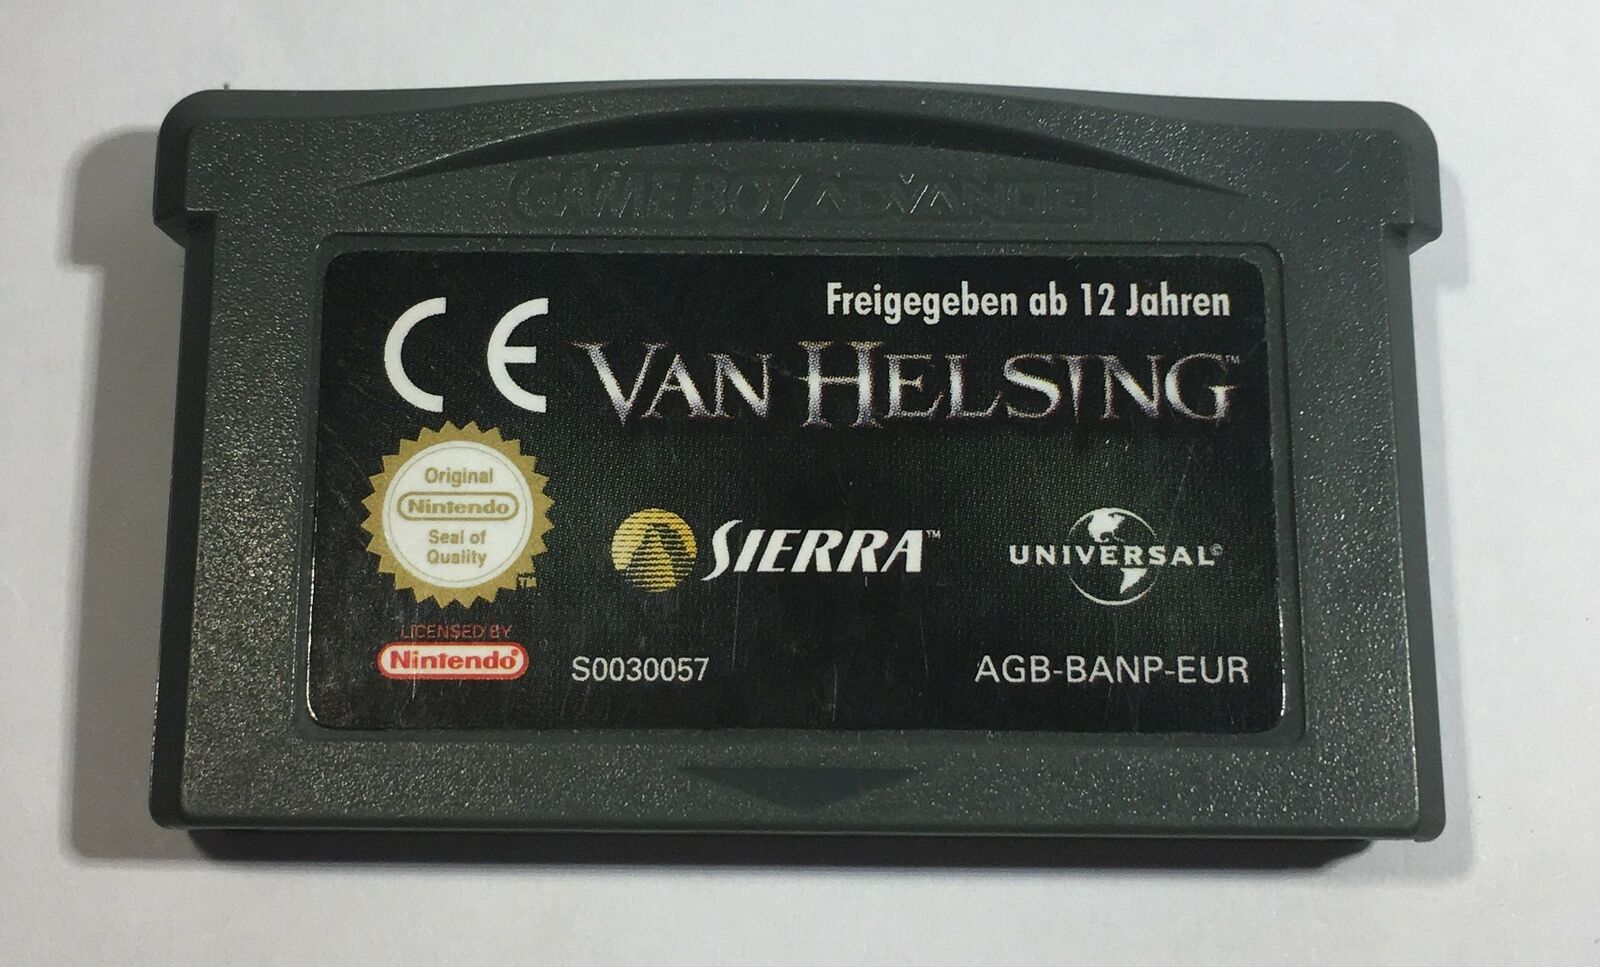 GAME BOY ADVANCE
CE
Freigegeben ab 12 Jahren
VAN HELSING™
Original
Nintendo
Seal of
Quality
TM
SIERRA™
UNIVERSAL©
LICENSED BY
Nintendo®
S0030057
AGB-BANP-EUR